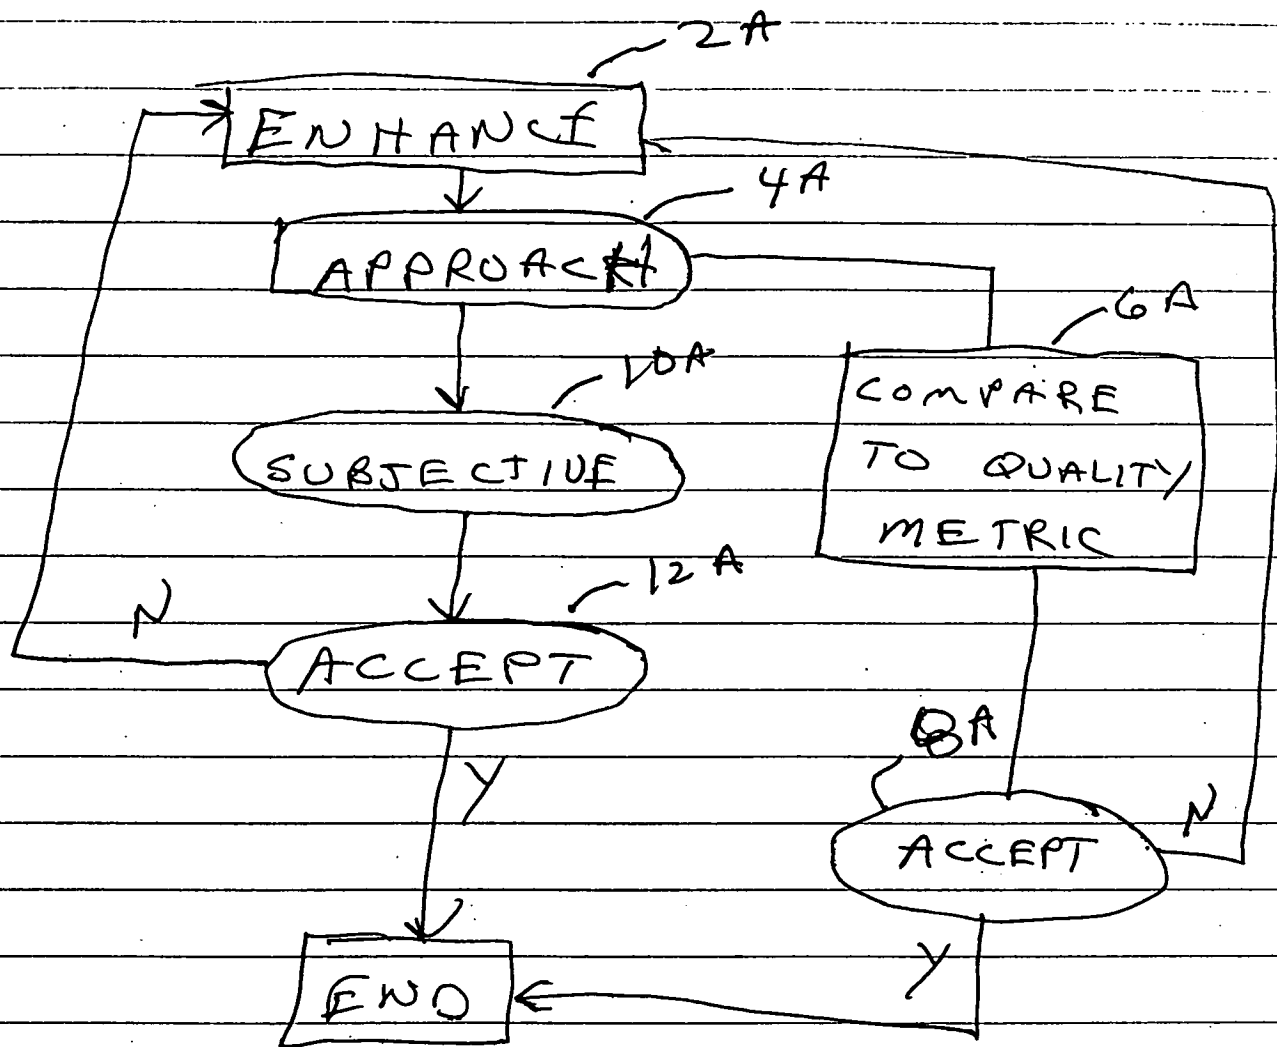 2A
ENHANCE
4A
APPROACH
6A
COMPARE
TO QUALITY
METRIC
10A
SUBJECTIVE
12A
N
ACCEPT
Y
8A
N
ACCEPT
Y
END